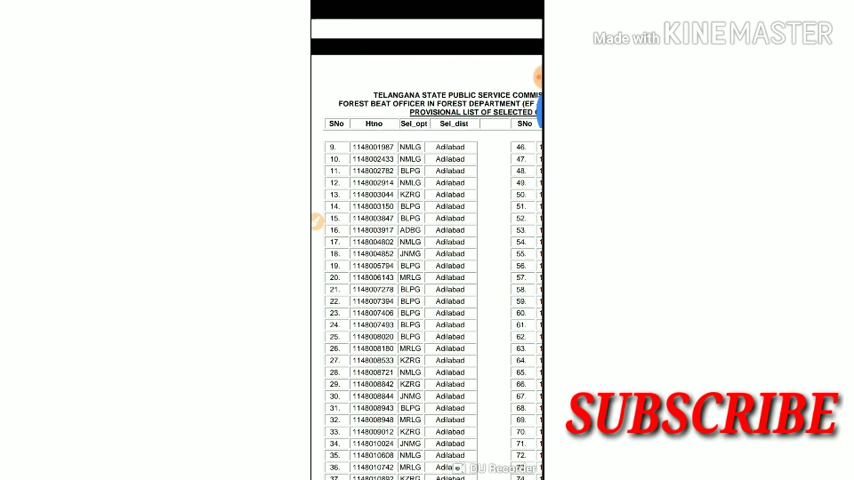 Made with KINEMASTER
TELANGANA STATE PUBLIC SERVICE COMMIS
FOREST BEAT OFFICER IN FOREST DEPARTMENT (EF
PROVISIONAL LIST OF SELECTED
SNo Htno Sel_opt Sel_dist SNo
9. 1148001987 NMLG Adilabad 46.
10. 1148002433 NMLG Adilabad 47.
11. 1148002782 BLPG Adilabad 48.
12. 1148002914 NMLG Adilabad 49.
13. 1148003044 KZRG Adilabad 50.
14. 1148003150 BLPG Adilabad 51.
15. 1148003847 BLPG Adilabad 52.
16. 1148003917 ADBG Adilabad 53.
17. 1148004802 NMLG Adilabad 54.
18. 1148004852 JNMG Adilabad 55.
19. 1148005794 BLPG Adilabad 56.
20. 1148006143 MRLG Adilabad 57.
21. 1148007278 BLPG Adilabad 58.
22. 1148007394 BLPG Adilabad 59.
23. 1148007406 BLPG Adilabad 60.
24. 1148007493 BLPG Adilabad 61.
25. 1148008020 BLPG Adilabad 62.
26. 1148008180 MRLG Adilabad 63.
27. 1148008533 KZRG Adilabad 64.
28. 1148008721 NMLG Adilabad 65.
29. 1148008842 KZRG Adilabad 66.
30. 1148008844 JNMG Adilabad 67.
31. 1148008943 BLPG Adilabad 68.
32. 1148008948 MRLG Adilabad 69.
33. 1148009012 KZRG Adilabad 70.
34. 1148010024 JNMG Adilabad 71.
35. 1148010608 NMLG Adilabad 72.
36. 1148010742 MRLG 73.
37. 1148010892 KZRG Adilabad 74.
DU Recorder
SUBSCRIBE